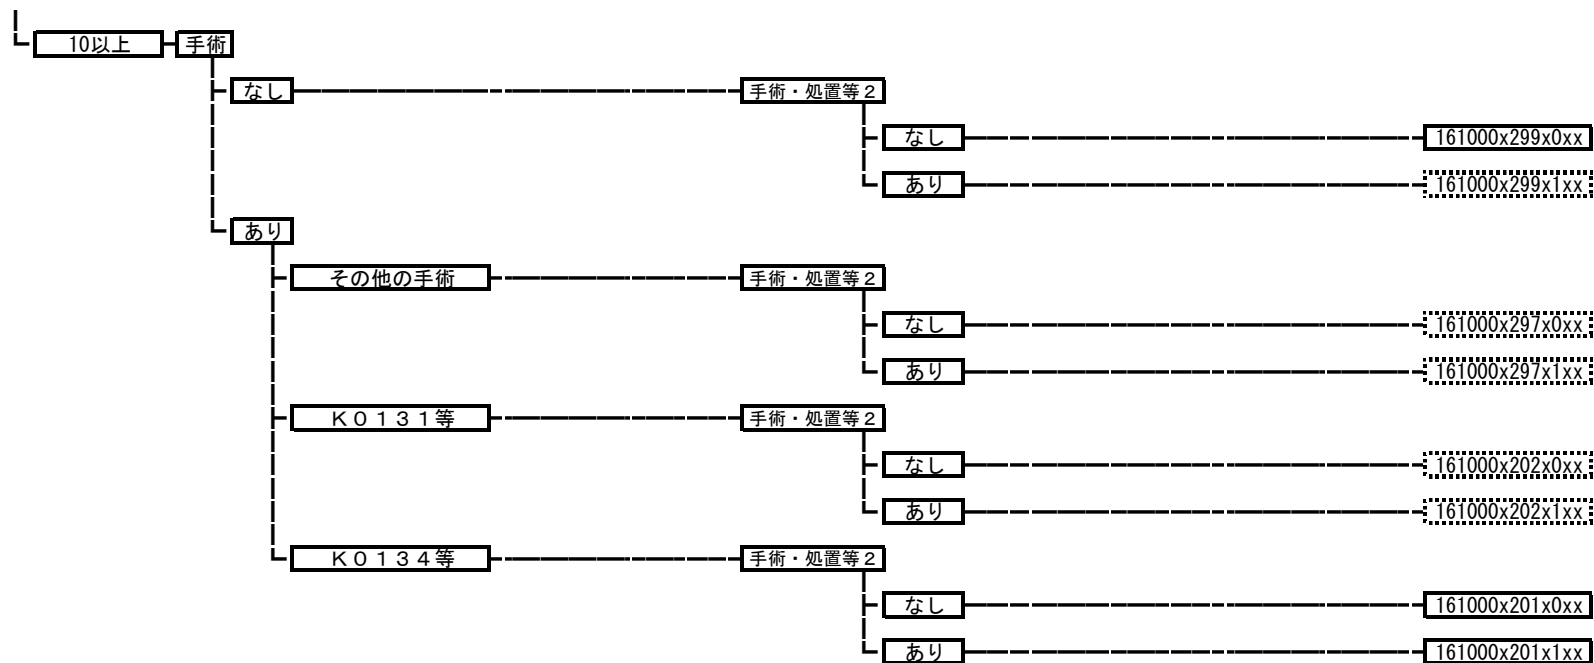 10以上 手術
なし 手術・処置等２
なし 161000x299x0xx
あり 161000x299x1xx
あり
その他の手術 手術・処置等２
なし 161000x297x0xx
あり 161000x297x1xx
Ｋ０１３１等 手術・処置等２
なし 161000x202x0xx
あり 161000x202x1xx
Ｋ０１３４等 手術・処置等２
なし 161000x201x0xx
あり 161000x201x1xx